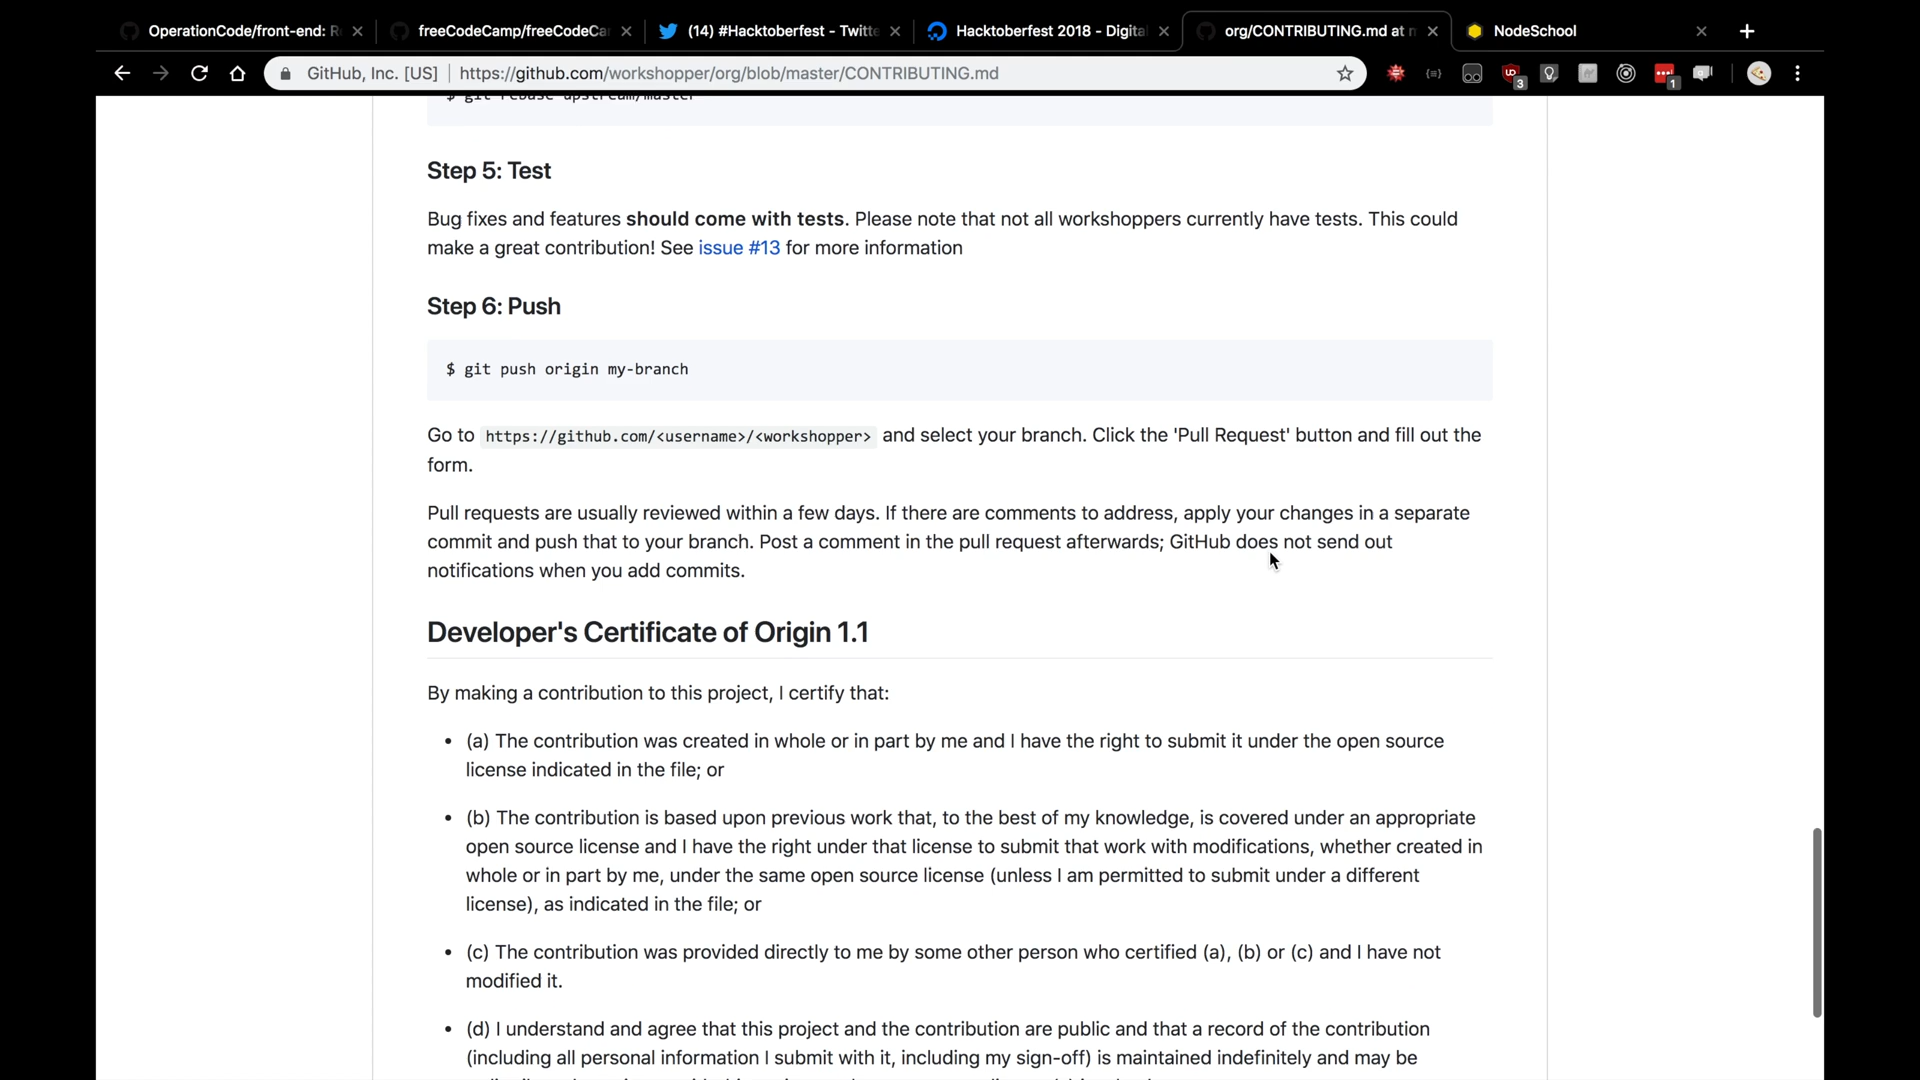 OperationCode/front-end: R
freeCodeCamp/freeCodeCa
(14) #Hacktoberfest - Twitte
Hacktoberfest 2018 - Digita
org/CONTRIBUTING.md at m
NodeSchool
GitHub, Inc. [US] | https://github.com/workshopper/org/blob/master/CONTRIBUTING.md
3
1
$ git rebase upstream/master
Step 5: Test
Bug fixes and features should come with tests. Please note that not all workshoppers currently have tests. This could
make a great contribution! See issue #13 for more information
Step 6: Push
$ git push origin my-branch
Go to https://github.com/<username>/<workshopper> and select your branch. Click the 'Pull Request' button and fill out the
form.
Pull requests are usually reviewed within a few days. If there are comments to address, apply your changes in a separate
commit and push that to your branch. Post a comment in the pull request afterwards; GitHub does not send out
notifications when you add commits.
Developer's Certificate of Origin 1.1
By making a contribution to this project, I certify that:
• (a) The contribution was created in whole or in part by me and I have the right to submit it under the open source
license indicated in the file; or
• (b) The contribution is based upon previous work that, to the best of my knowledge, is covered under an appropriate
open source license and I have the right under that license to submit that work with modifications, whether created in
whole or in part by me, under the same open source license (unless I am permitted to submit under a different
license), as indicated in the file; or
• (c) The contribution was provided directly to me by some other person who certified (a), (b) or (c) and I have not
modified it.
• (d) I understand and agree that this project and the contribution are public and that a record of the contribution
(including all personal information I submit with it, including my sign-off) is maintained indefinitely and may be